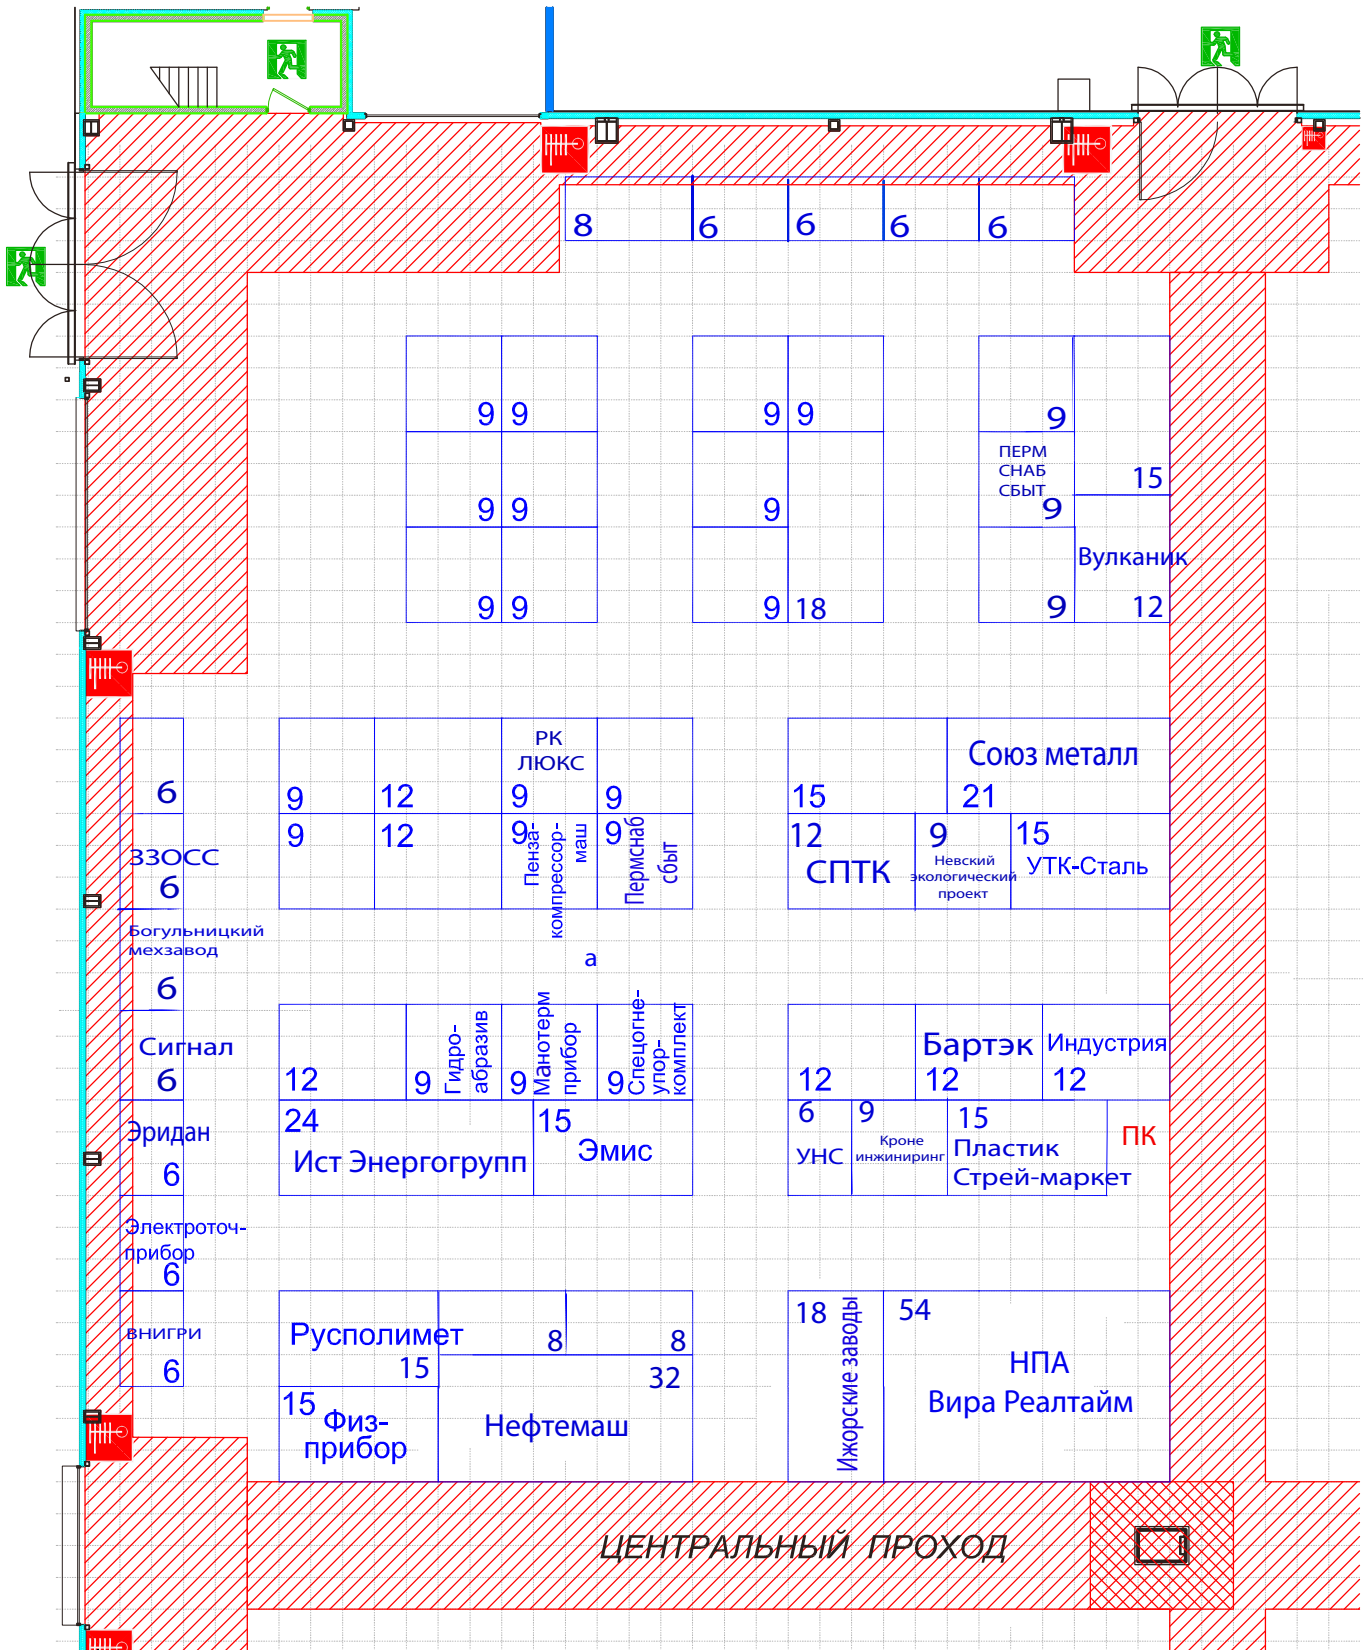 8 6 6 6 6
9 9 9 9 9
15
ПЕРМ
СНАБ
СБЫТ
9 9 9 9
Вулканик
9 9 9 18 9 12
РК
ЛЮКС
Союз металл
6 9 12 9 9 15 21
9 12 9 9 12 9 15
Пенза-
компрессор-
маш
Пермснаб
сбыт
ЗЗОСС
6
СПТК
Невский
экологический
проект
УТК-Сталь
Богульницкий
мехзавод
6
а
Сигнал
6
12
9
Гидро-
абразив
9
Манотерм
прибор
9
Спецогне-
упор-
комплект
12
Бартэк
12
Индустрия
12
Эридан
6
24
Ист Энергогрупп
15
Эмис
6
УНС
9
Кроне
инжиниринг
15
Пластик
Стрей-маркет
ПК
Электроточ-
прибор
6
ВНИГРИ
6
Русполимет
15
8 8
32
Нефтемаш
15
Физ-
прибор
18
Ижорские заводы
54
НПА
Вира Реалтайм
ЦЕНТРАЛЬНЫЙ ПРОХОД